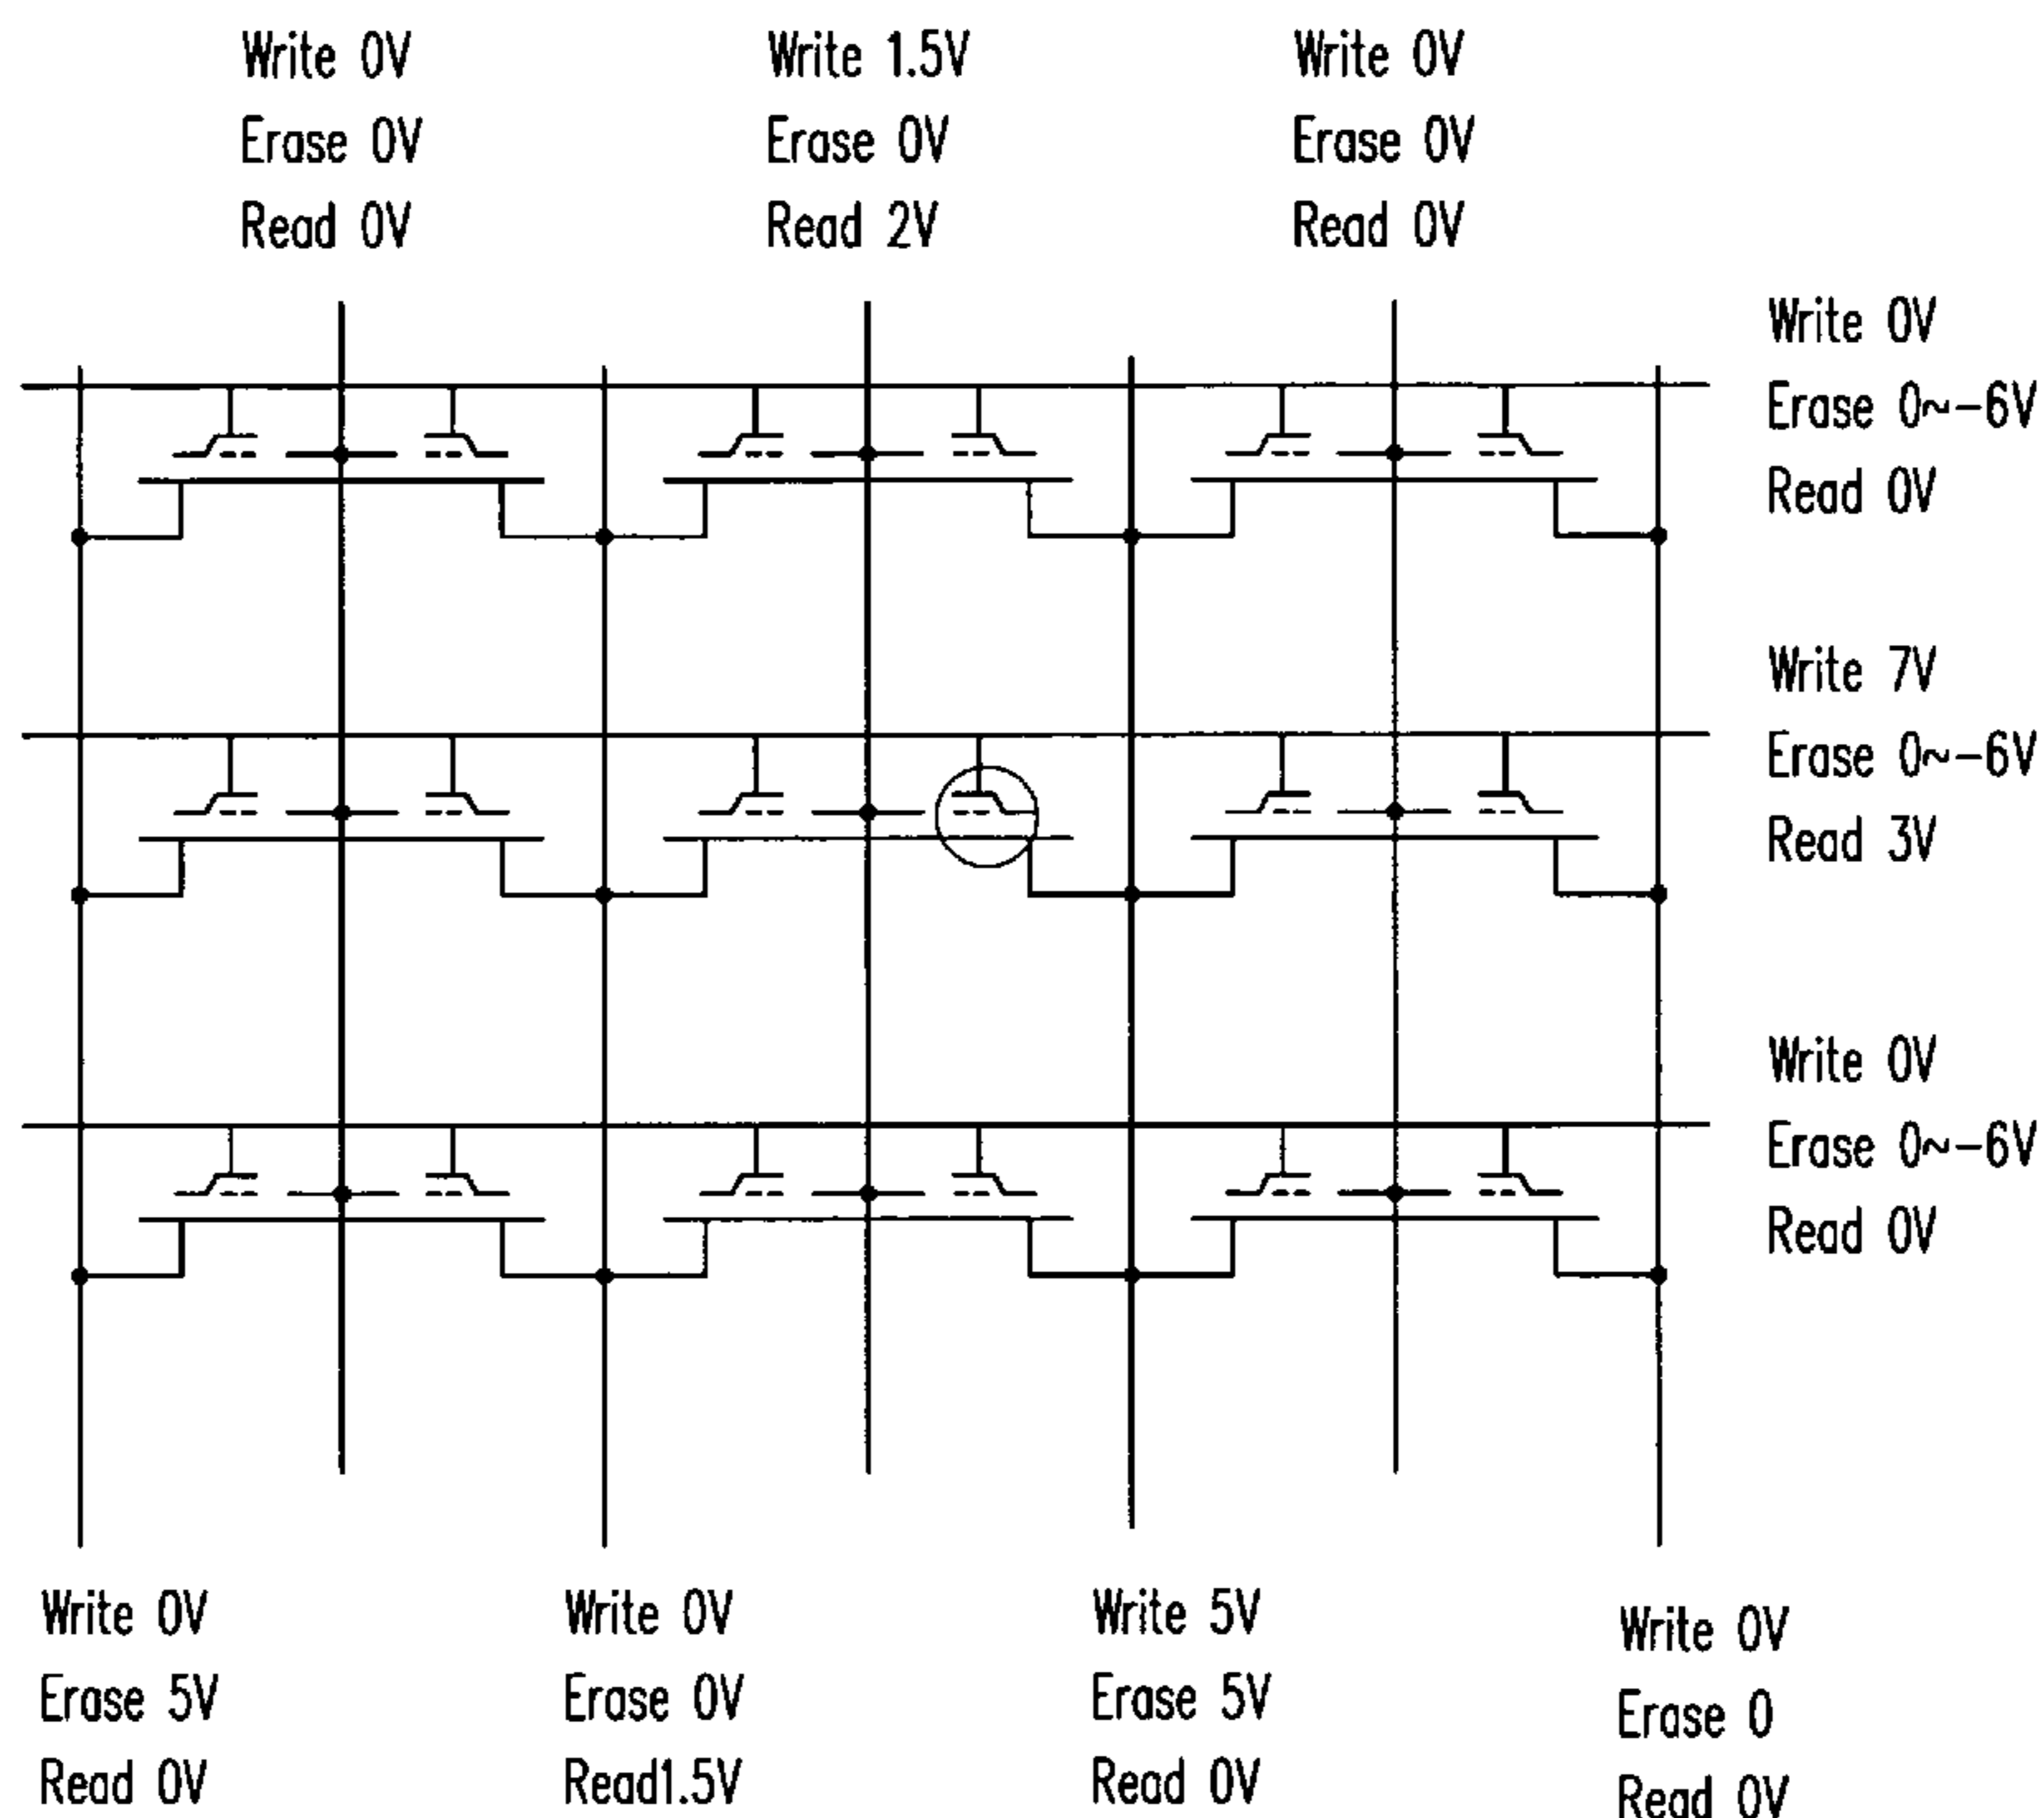 Write 0V
Erase 0V
Read 0V
Write 1.5V
Erase 0V
Read 2V
Write 0V
Erase 0V
Read 0V
Write 0V
Erase 0~-6V
Read 0V
Write 7V
Erase 0~-6V
Read 3V
Write 0V
Erase 0~-6V
Read 0V
Write 0V
Erase 5V
Read 0V
Write 0V
Erase 0V
Read1.5V
Write 5V
Erase 5V
Read 0V
Write 0V
Erase 0
Read 0V